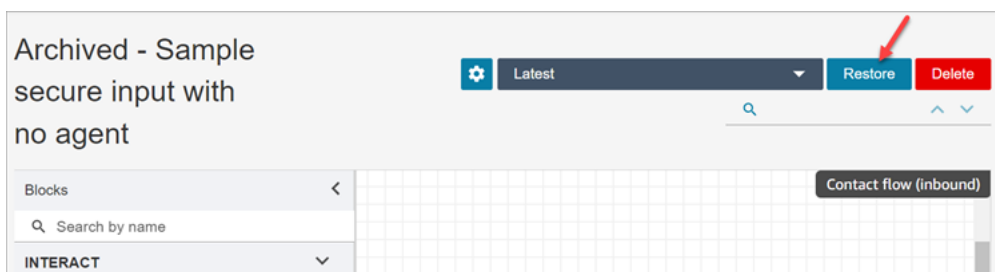 Archived - Sample
secure input with
no agent
Latest
Restore
Delete
Contact flow (inbound)
Blocks
Search by name
INTERACT